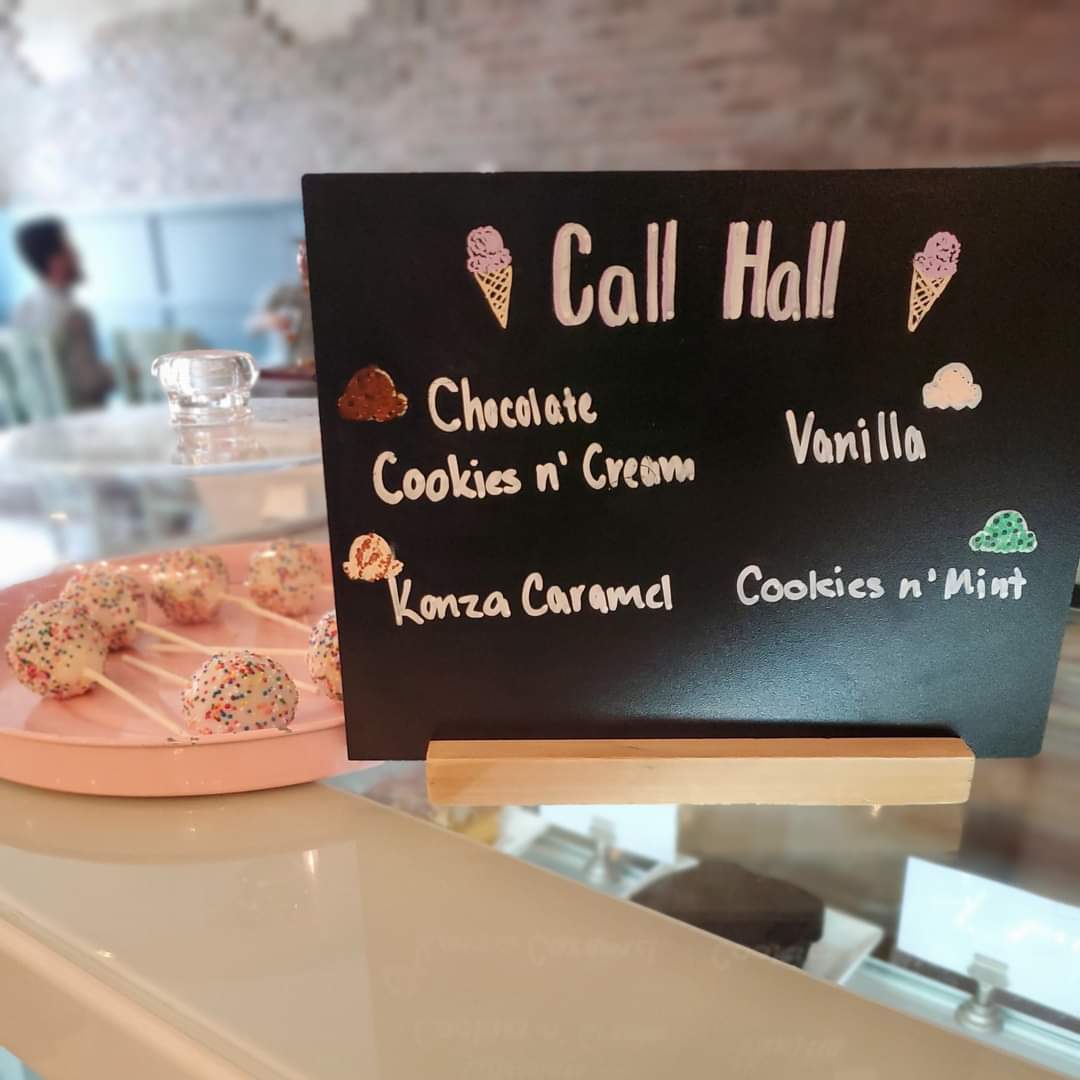 Call Hall
Chocolate
Cookies n' Cream
Vanilla
Konza Caramel
Cookies n' Mint